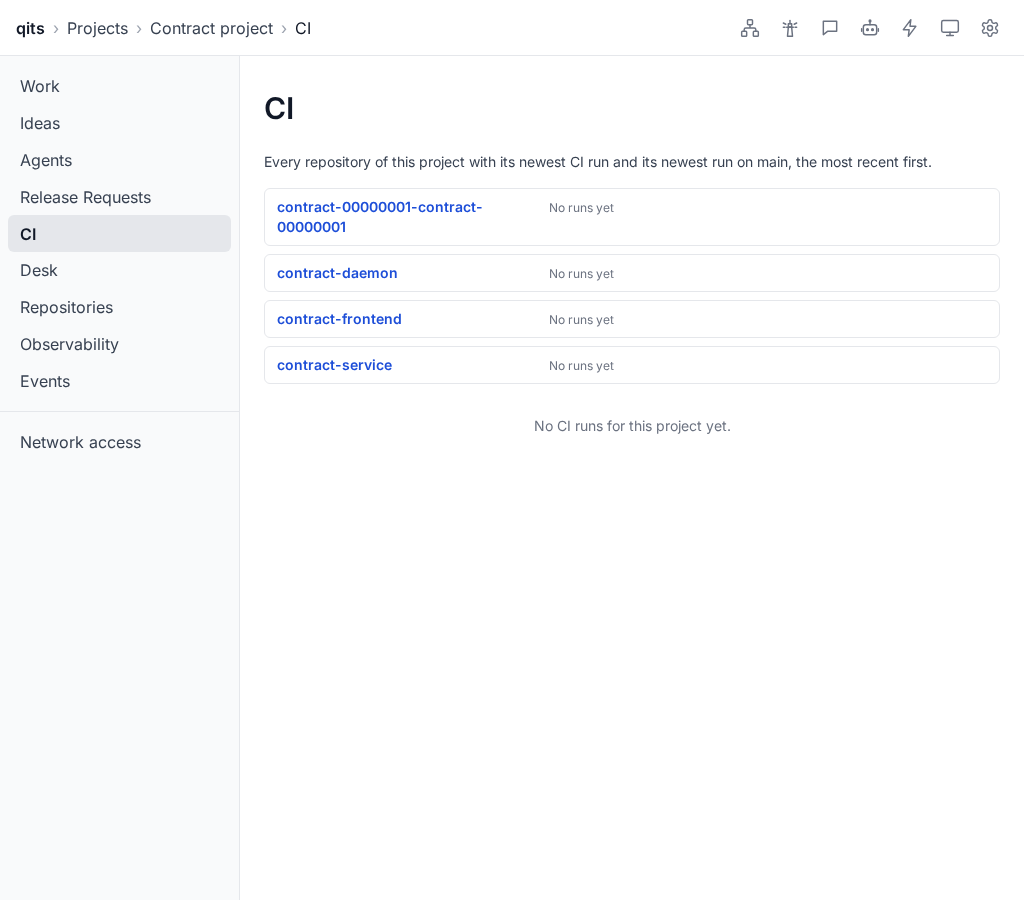 qits › Projects › Contract project › CI
Work
Ideas
Agents
Release Requests
CI
Desk
Repositories
Observability
Events
Network access
CI
Every repository of this project with its newest CI run and its newest run on main, the most recent first.
contract-00000001-contract-
00000001
No runs yet
contract-daemon
No runs yet
contract-frontend
No runs yet
contract-service
No runs yet
No CI runs for this project yet.